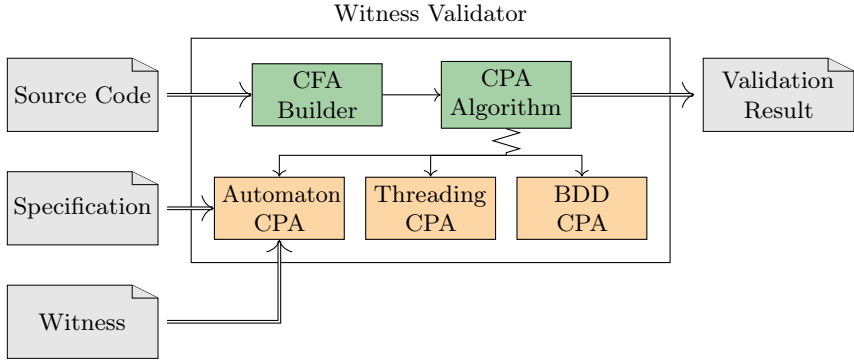 Witness Validator
Source Code
CFA
Builder
CPA
Algorithm
Validation
Result
Specification
Automaton
CPA
Threading
CPA
BDD
CPA
Witness